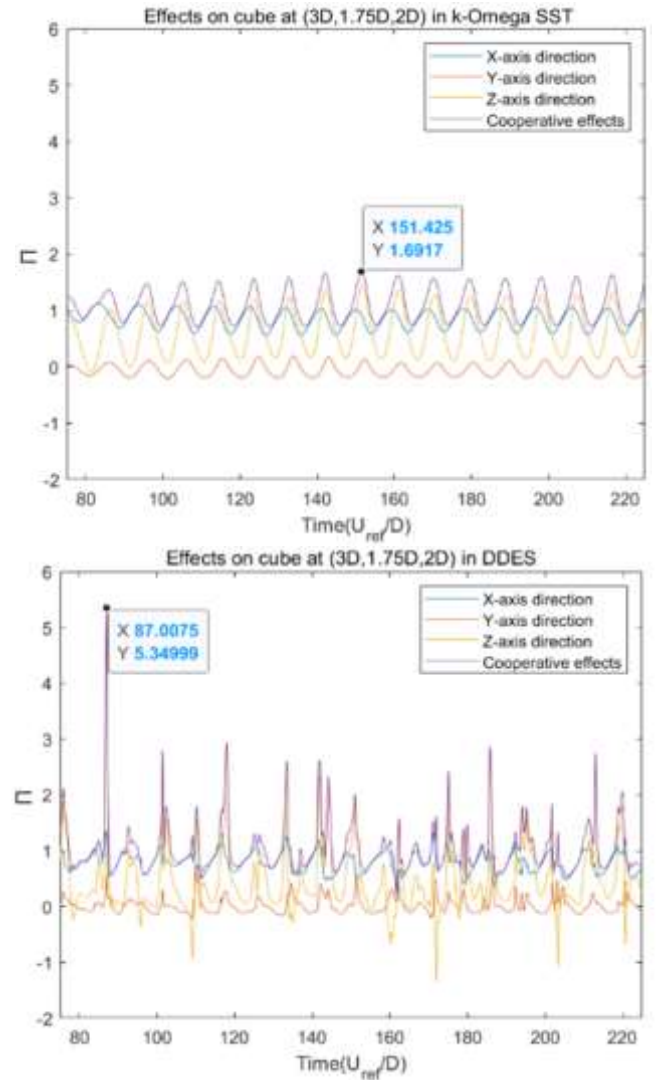 Effects on cube at (3D,1.75D,2D) in k-Omega SST
6
X-axis direction
Y-axis direction
Z-axis direction
Cooperative effects
5
4
3
X 151.425
Y 1.6917
2
1
0
-1
-2
Π
80 100 120 140 160 180 200 220
Time(U_ref/D)
Effects on cube at (3D,1.75D,2D) in DDES
6
X-axis direction
Y-axis direction
Z-axis direction
Cooperative effects
X 87.0075
Y 5.34999
5
4
3
2
1
0
-1
-2
Π
80 100 120 140 160 180 200 220
Time(U_ref/D)